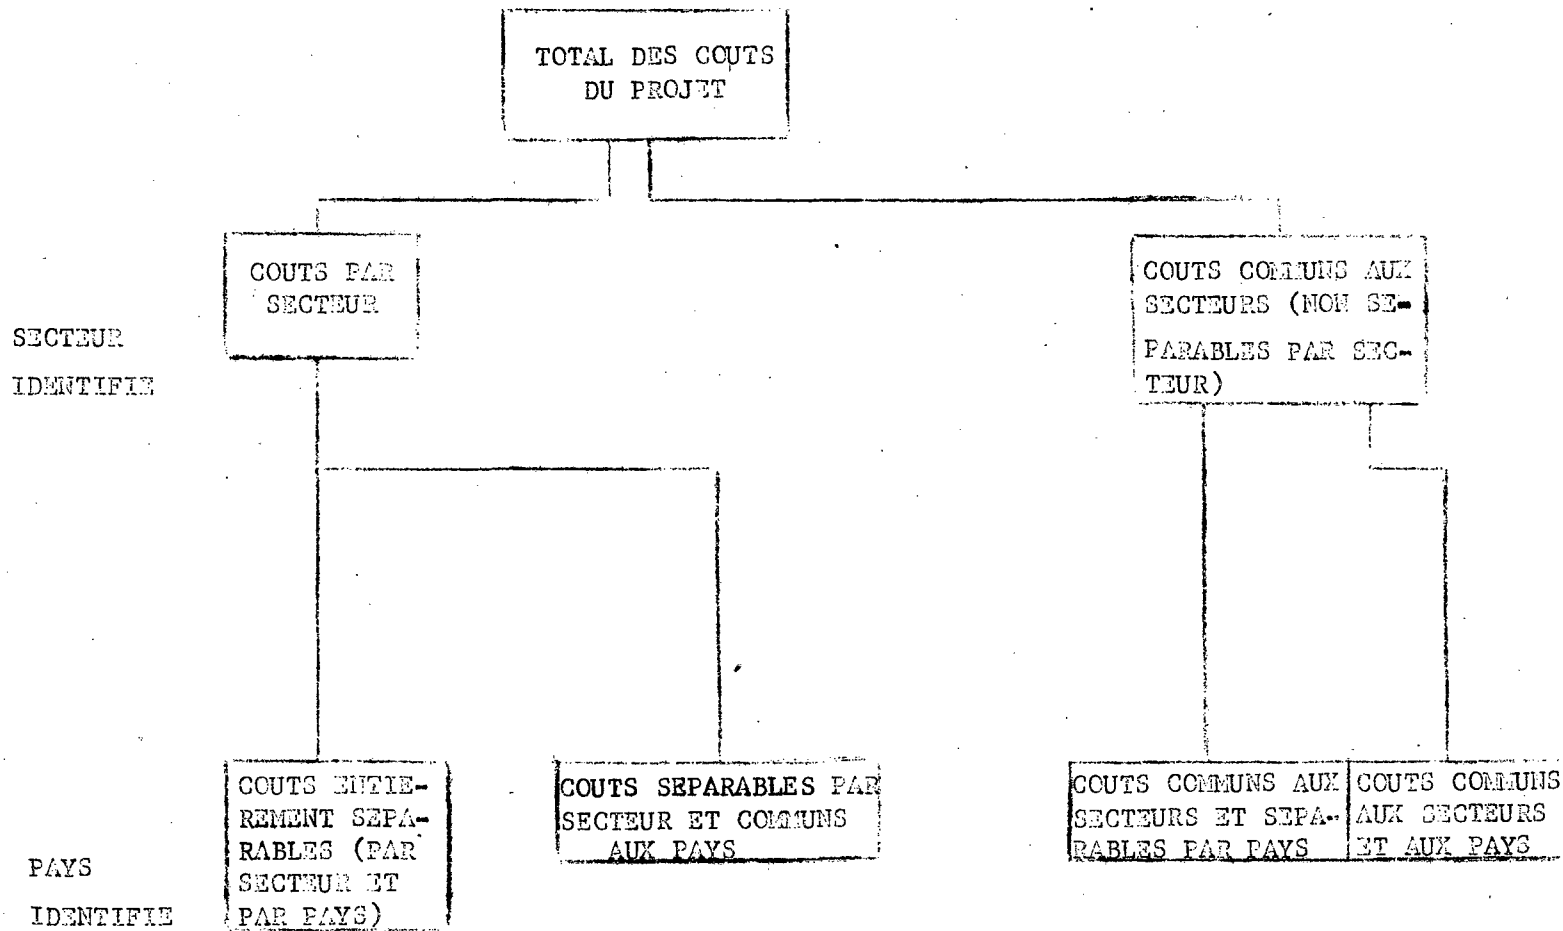 TOTAL DES COUTS
DU PROJET
COUTS PAR
SECTEUR
COUTS COMMUNS AUX
SECTEURS (NON SE-
PARABLES PAR SEC-
TEUR)
SECTEUR
IDENTIFIE
COUTS ENTIE-
REMENT SEPA-
RABLES (PAR
SECTEUR ET
PAR PAYS)
COUTS SEPARABLES PAR
SECTEUR ET COMMUNS
AUX PAYS
COUTS COMMUNS AUX
SECTEURS ET SEPA-
RABLES PAR PAYS
COUTS COMMUNS
AUX SECTEURS
ET AUX PAYS
PAYS
IDENTIFIE